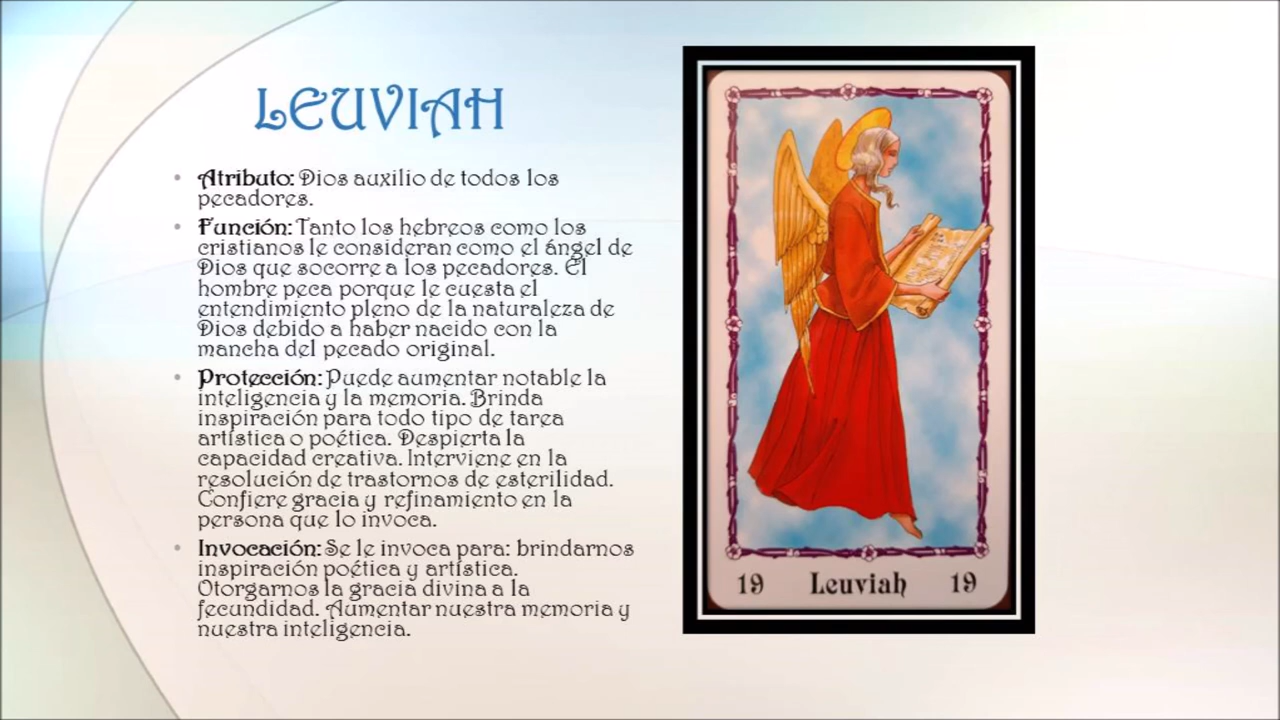 LEUVIAH
Atributo: Dios auxilio de todos los
pecadores.
Función: Tanto los hebreos como los
cristianos le consideran como el ángel de
Dios que socorre a los pecadores. El
hombre peca porque le cuesta el
entendimiento pleno de la naturaleza de
Dios debido a haber nacido con la
mancha del pecado original.
Protección: Puede aumentar notable la
inteligencia y la memoria. Brinda
inspiración para todo tipo de tarea
artística o poética. Despierta la
capacidad creativa. Interviene en la
resolución de trastornos de esterilidad.
Confiere gracia y refinamiento en la
persona que lo invoca.
Invocación: Se le invoca para: brindarnos
inspiración poética y artística.
Otorgarnos la gracia divina a la
fecundidad. Aumentar nuestra memoria y
nuestra inteligencia.
19 Leuviah 19